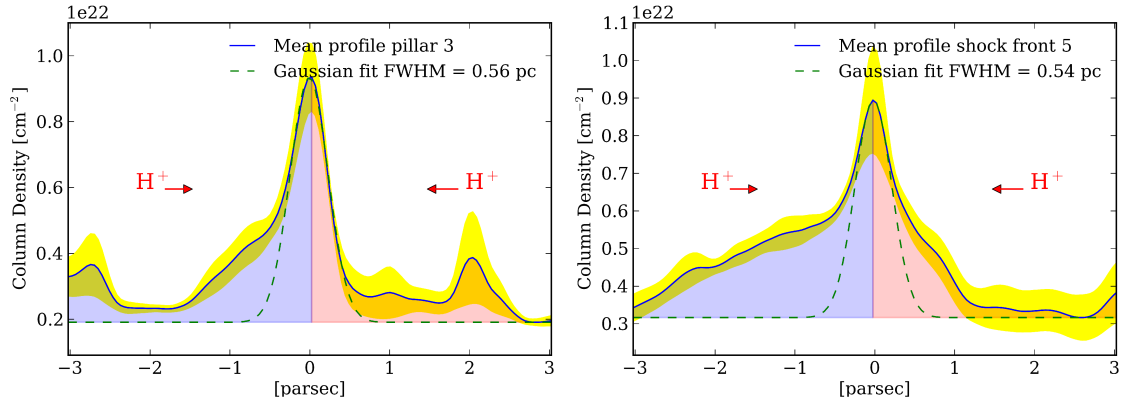 1e22
Mean profile pillar 3
Gaussian fit FWHM = 0.56 pc
H+
H+
Column Density [cm−2]
1.0
0.8
0.6
0.4
0.2
−3 −2 −1 0 1 2 3
[parsec]
1e22
Mean profile shock front 5
Gaussian fit FWHM = 0.54 pc
H+
H+
Column Density [cm−2]
1.1
1.0
0.9
0.8
0.7
0.6
0.5
0.4
0.3
−3 −2 −1 0 1 2 3
[parsec]